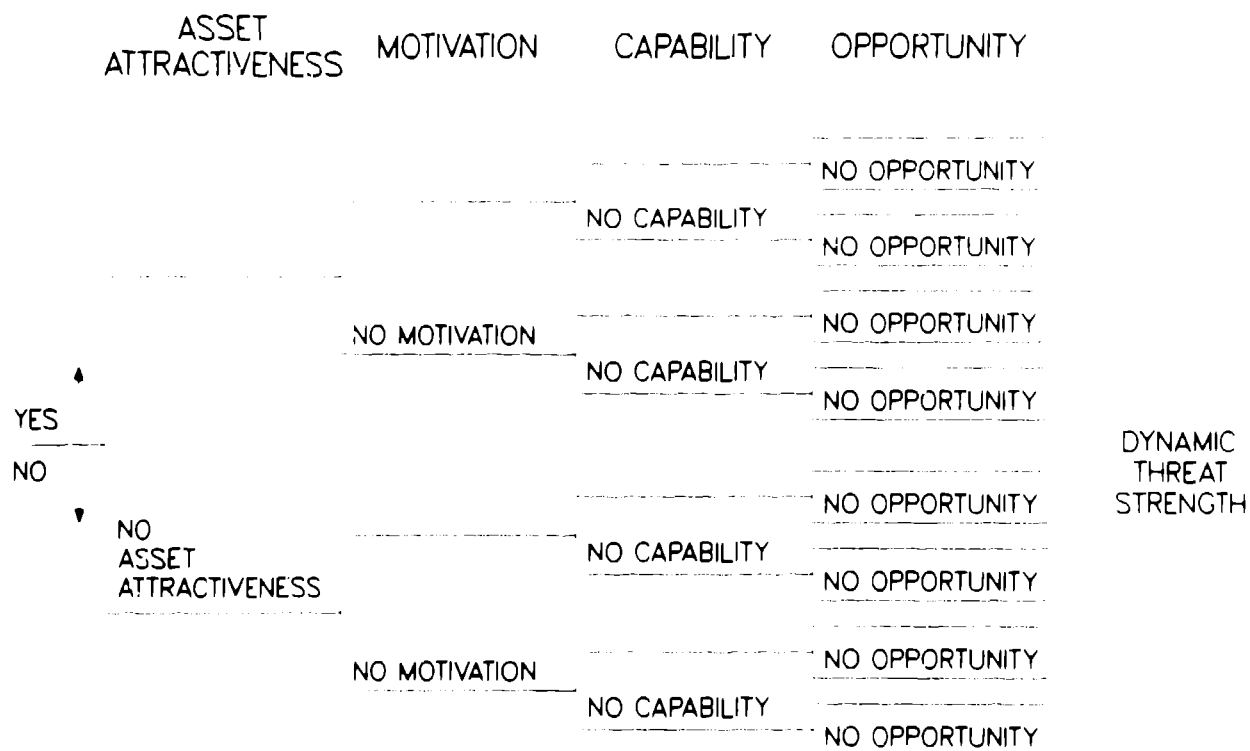 ASSET
ATTRACTIVENESS
MOTIVATION
CAPABILITY
OPPORTUNITY
NO OPPORTUNITY
NO CAPABILITY
NO OPPORTUNITY
NO OPPORTUNITY
NO MOTIVATION
NO CAPABILITY
NO OPPORTUNITY
YES
NO
DYNAMIC
THREAT
STRENGTH
NO OPPORTUNITY
NO
ASSET
ATTRACTIVENESS
NO CAPABILITY
NO OPPORTUNITY
NO OPPORTUNITY
NO MOTIVATION
NO CAPABILITY
NO OPPORTUNITY